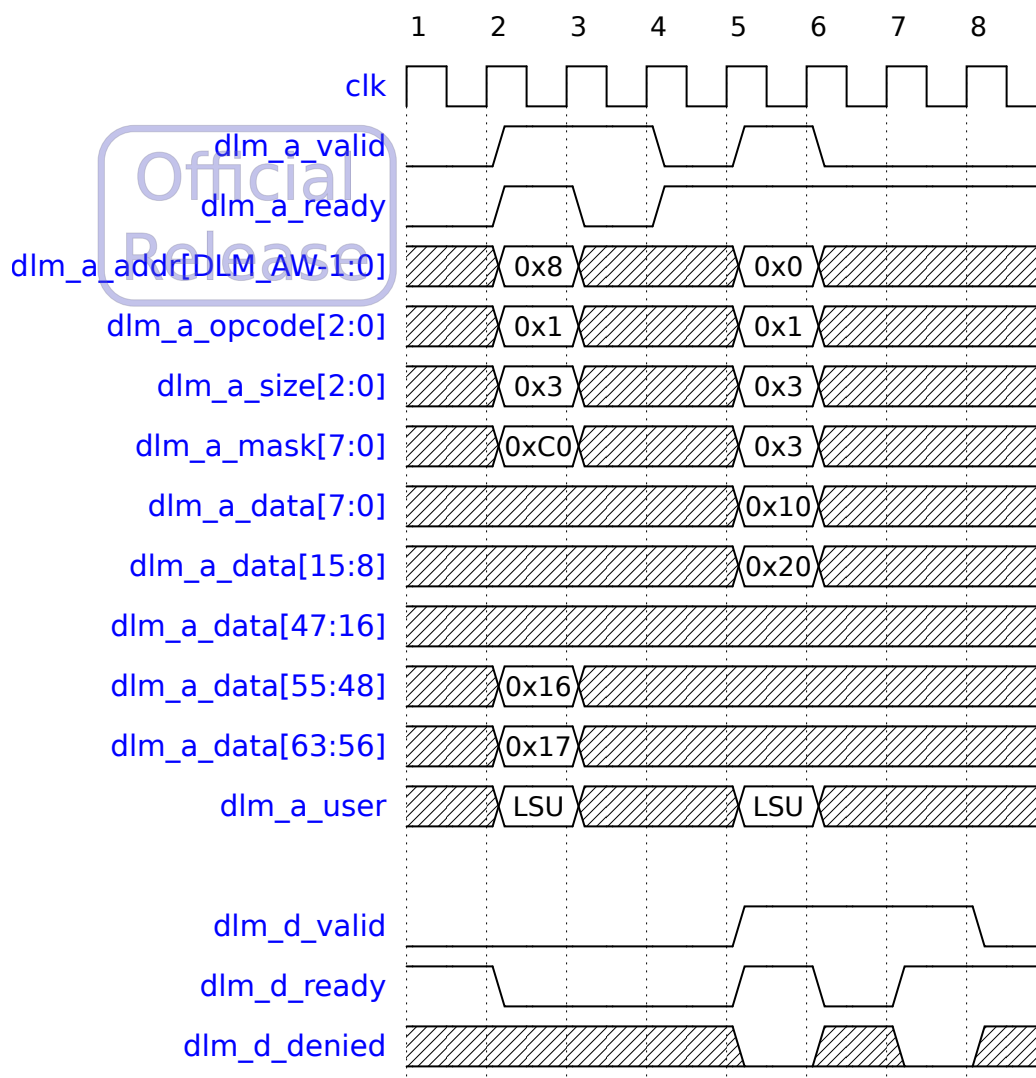 1 2 3 4 5 6 7 8
clk
dlm_a_valid
Official
dlm_a_ready
Release
dlm_a_addr[DLM_AW-1:0] 0x8 0x0
dlm_a_opcode[2:0] 0x1 0x1
dlm_a_size[2:0] 0x3 0x3
dlm_a_mask[7:0] 0xC0 0x3
dlm_a_data[7:0] 0x10
dlm_a_data[15:8] 0x20
dlm_a_data[47:16]
dlm_a_data[55:48] 0x16
dlm_a_data[63:56] 0x17
dlm_a_user LSU LSU
dlm_d_valid
dlm_d_ready
dlm_d_denied